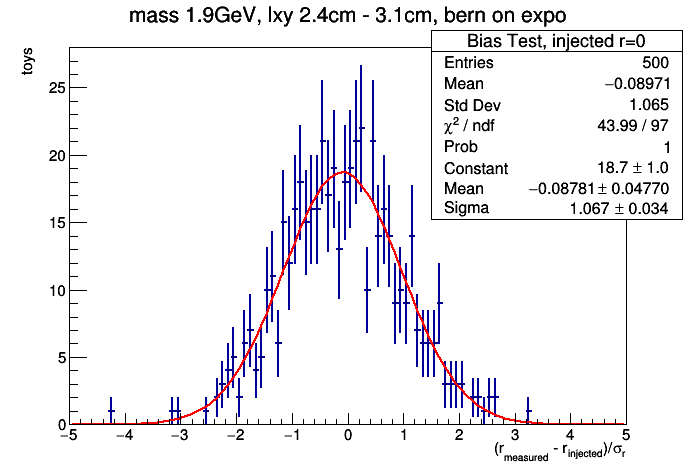 mass 1.9GeV, lxy 2.4cm - 3.1cm, bern on expo
toys
Bias Test, injected r=0
Entries 500
Mean −0.08971
Std Dev 1.065
χ² / ndf 43.99 / 97
Prob 1
Constant 18.7 ± 1.0
Mean −0.08781 ± 0.04770
Sigma 1.067 ± 0.034
25
20
15
10
5
0
−5 −4 −3 −2 −1 0 1 2 3 4 5
(r_measured - r_injected)/σ_r